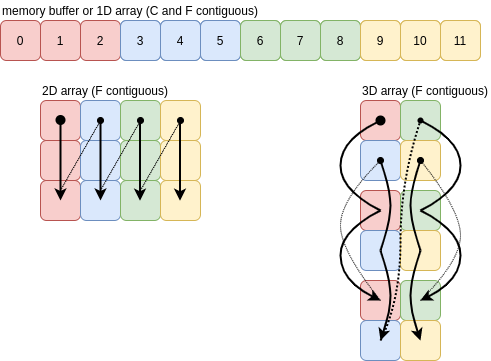 memory buffer or 1D array (C and F contiguous)
0 1 2 3 4 5 6 7 8 9 10 11
2D array (F contiguous)
3D array (F contiguous)